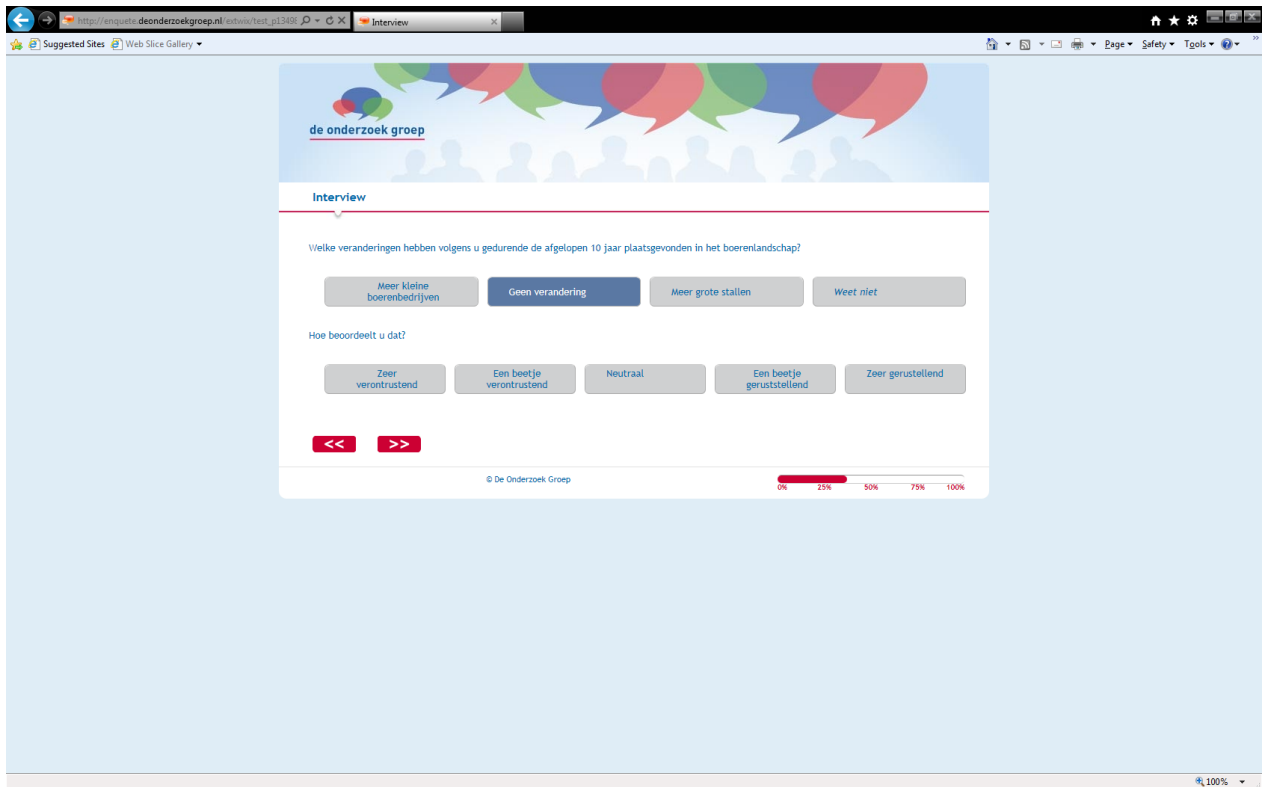 http://enquete.deonderzoekgroep.nl/extwix/test_p1349
Interview
Suggested Sites
Web Slice Gallery
Page
Safety
Tools
de onderzoek groep
Interview
Welke veranderingen hebben volgens u gedurende de afgelopen 10 jaar plaatsgevonden in het boerenlandschap?
Meer kleine
boerenbedrijven
Geen verandering
Meer grote stallen
Weet niet
Hoe beoordeelt u dat?
Zeer
verontrustend
Een beetje
verontrustend
Neutraal
Een beetje
geruststellend
Zeer gerustellend
<< >>
© De Onderzoek Groep
0% 25% 50% 75% 100%
100%